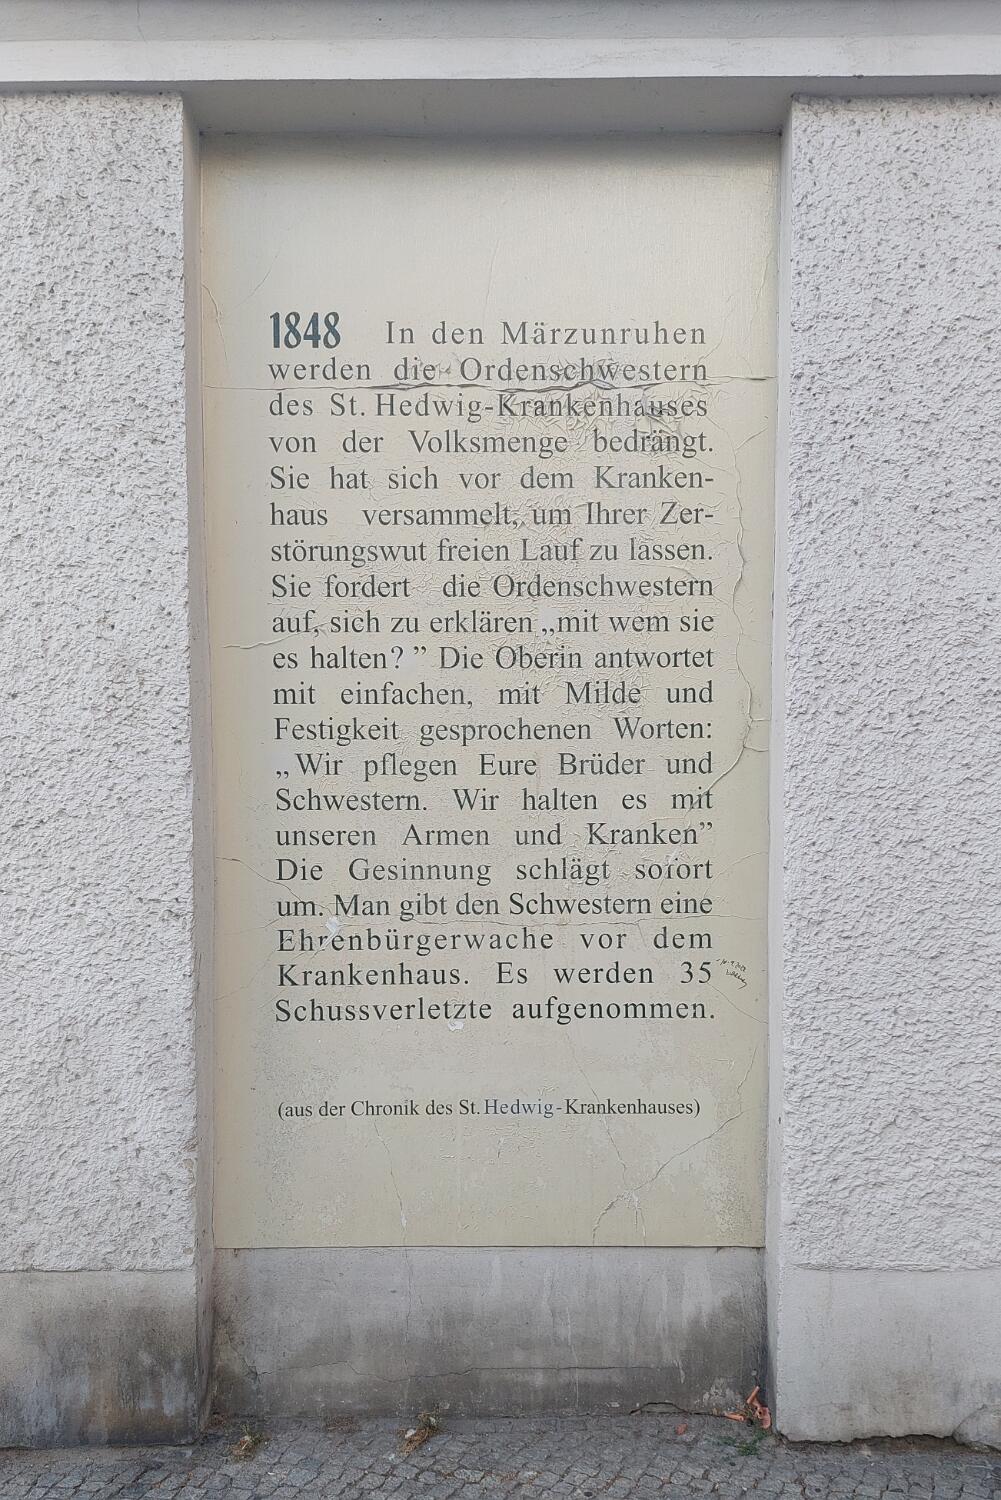 1848 In den Märzunruhen
werden die Ordenschwestern
des St. Hedwig-Krankenhauses
von der Volksmenge bedrängt.
Sie hat sich vor dem Kranken-
haus versammelt, um Ihrer Zer-
störungswut freien Lauf zu lassen.
Sie fordert die Ordenschwestern
auf, sich zu erklären „mit wem sie
es halten? ” Die Oberin antwortet
mit einfachen, mit Milde und
Festigkeit gesprochenen Worten:
„Wir pflegen Eure Brüder und
Schwestern. Wir halten es mit
unseren Armen und Kranken”
Die Gesinnung schlägt sofort
um. Man gibt den Schwestern eine
Ehrenbürgerwache vor dem
Krankenhaus. Es werden 35
Schussverletzte aufgenommen.
(aus der Chronik des St. Hedwig-Krankenhauses)